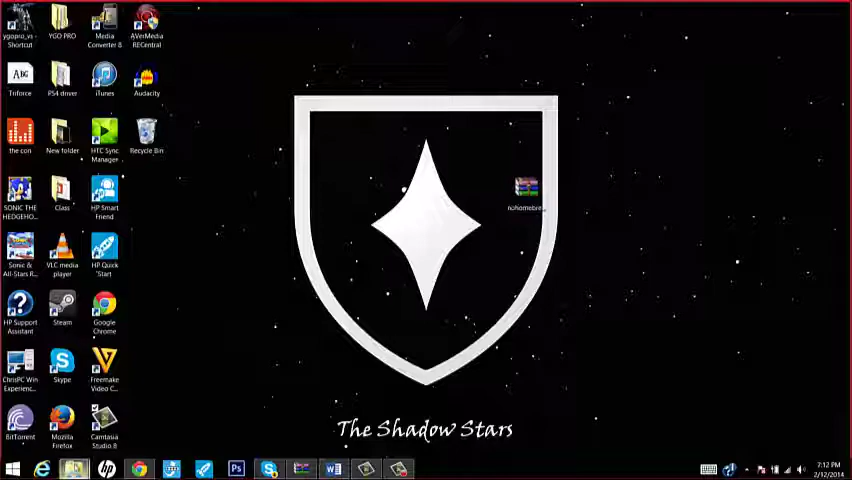 ygopro_vs - Shortcut
YGO PRO
Media Converter 8
AVerMedia RECentral
Abg
Triforce
PS4 driver
iTunes
Audacity
the con
New folder
HTC Sync Manager
Recycle Bin
SONIC THE HEDGEHO...
Class
HP Smart Friend
nohomebre...
Sonic & All-Stars R...
VLC media player
HP Quick Start
HP Support Assistant
Steam
Google Chrome
ChrisPC Win Experienc...
Skype
Freemake Video C...
BitTorrent
Mozilla Firefox
Camtasia Studio 8
The Shadow Stars
7:12 PM
2/12/2014